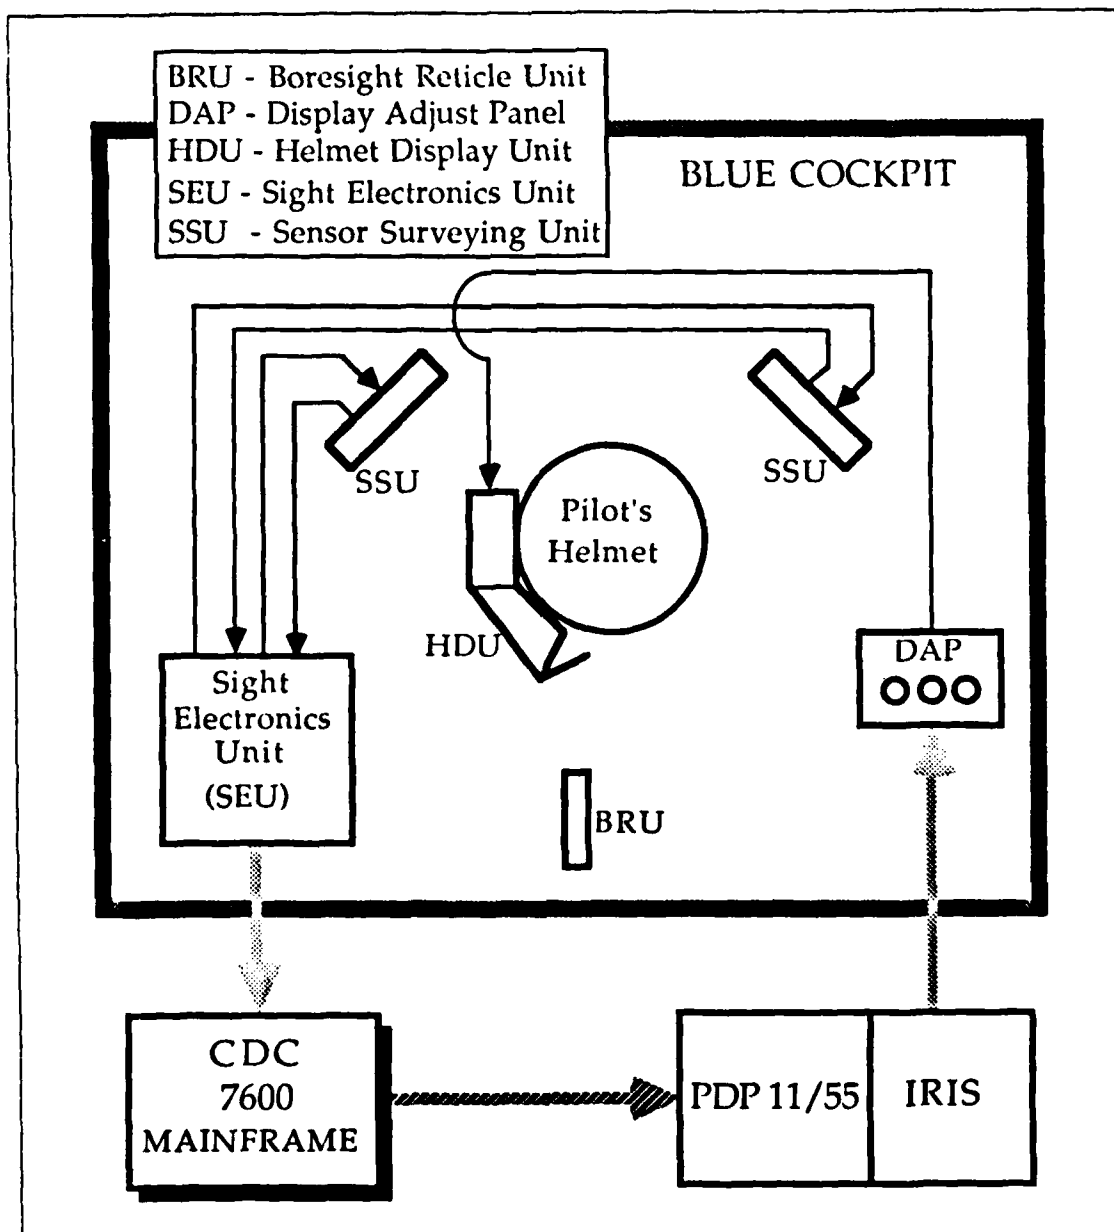 BRU - Boresight Reticle Unit
DAP - Display Adjust Panel
HDU - Helmet Display Unit
SEU - Sight Electronics Unit
SSU - Sensor Surveying Unit
BLUE COCKPIT
SSU
SSU
Pilot's
Helmet
HDU
DAP
Sight
Electronics
Unit
(SEU)
BRU
CDC
7600
MAINFRAME
PDP 11/55
IRIS